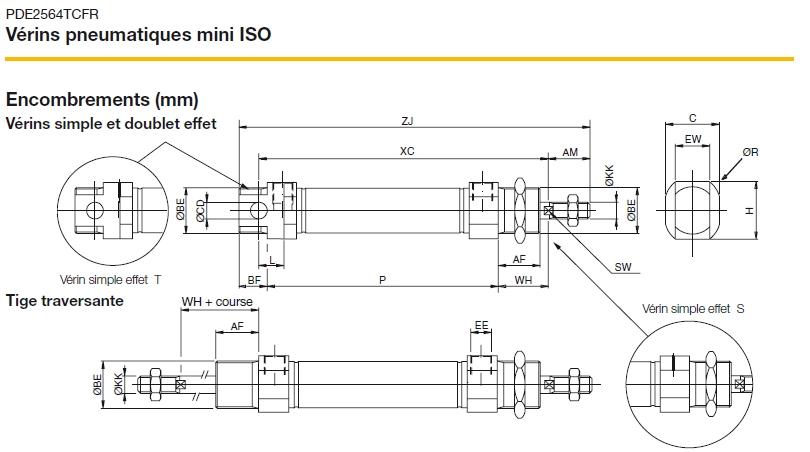 PDE2564TCFR
Vérins pneumatiques mini ISO
Encombrements (mm)
Vérins simple et doublet effet
ZJ
XC
AM
C
EW
ØR
H
ØKK
ØBE
ØCD
ØBE
L
AF
SW
BF
P
WH
Vérin simple effet T
Tige traversante
WH + course
Vérin simple effet S
AF
EE
ØBE
ØKK